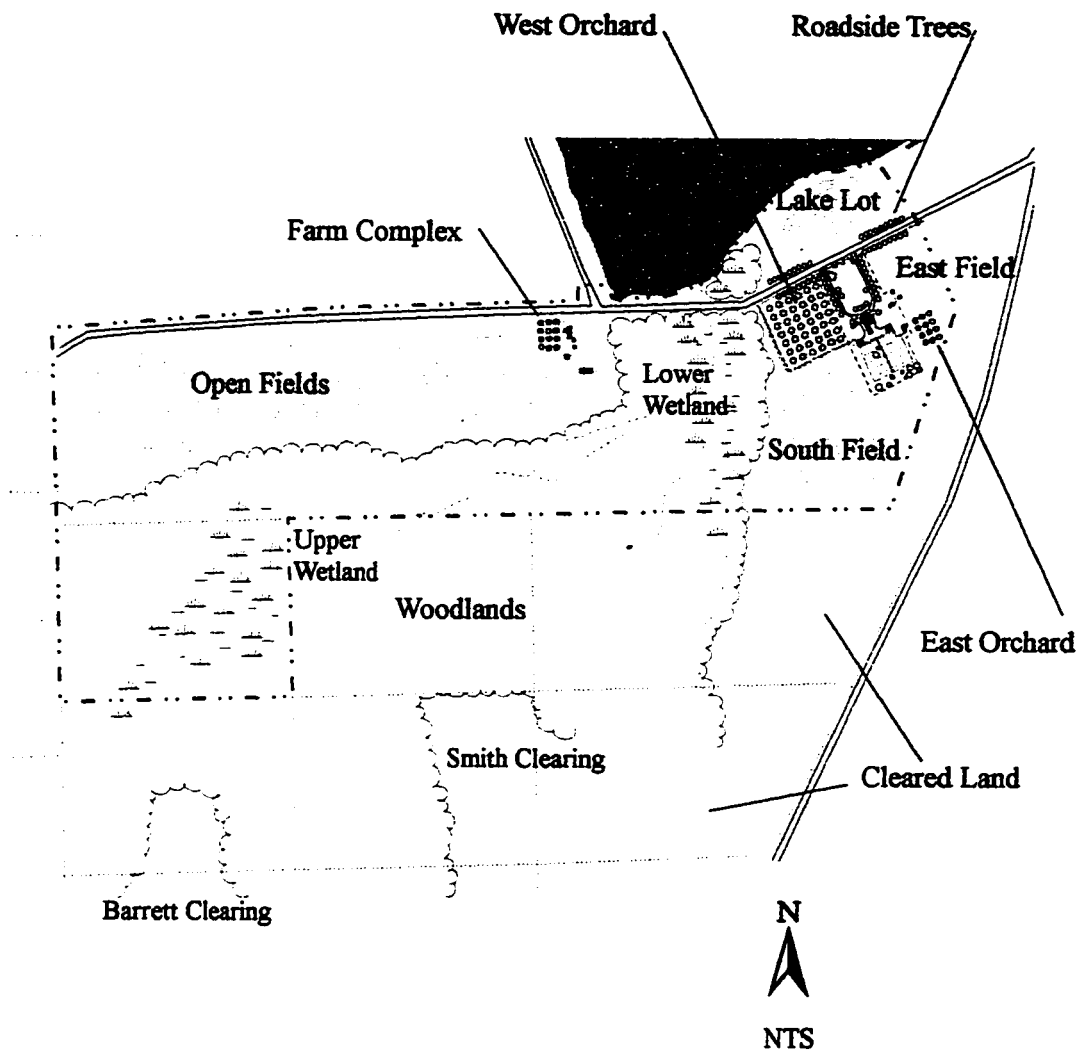 West Orchard
Roadside Trees
Lake Lot
Farm Complex
East Field
Open Fields
Lower
Wetland
South Field
Upper
Wetland
Woodlands
East Orchard
Smith Clearing
Cleared Land
Barrett Clearing
N
NTS